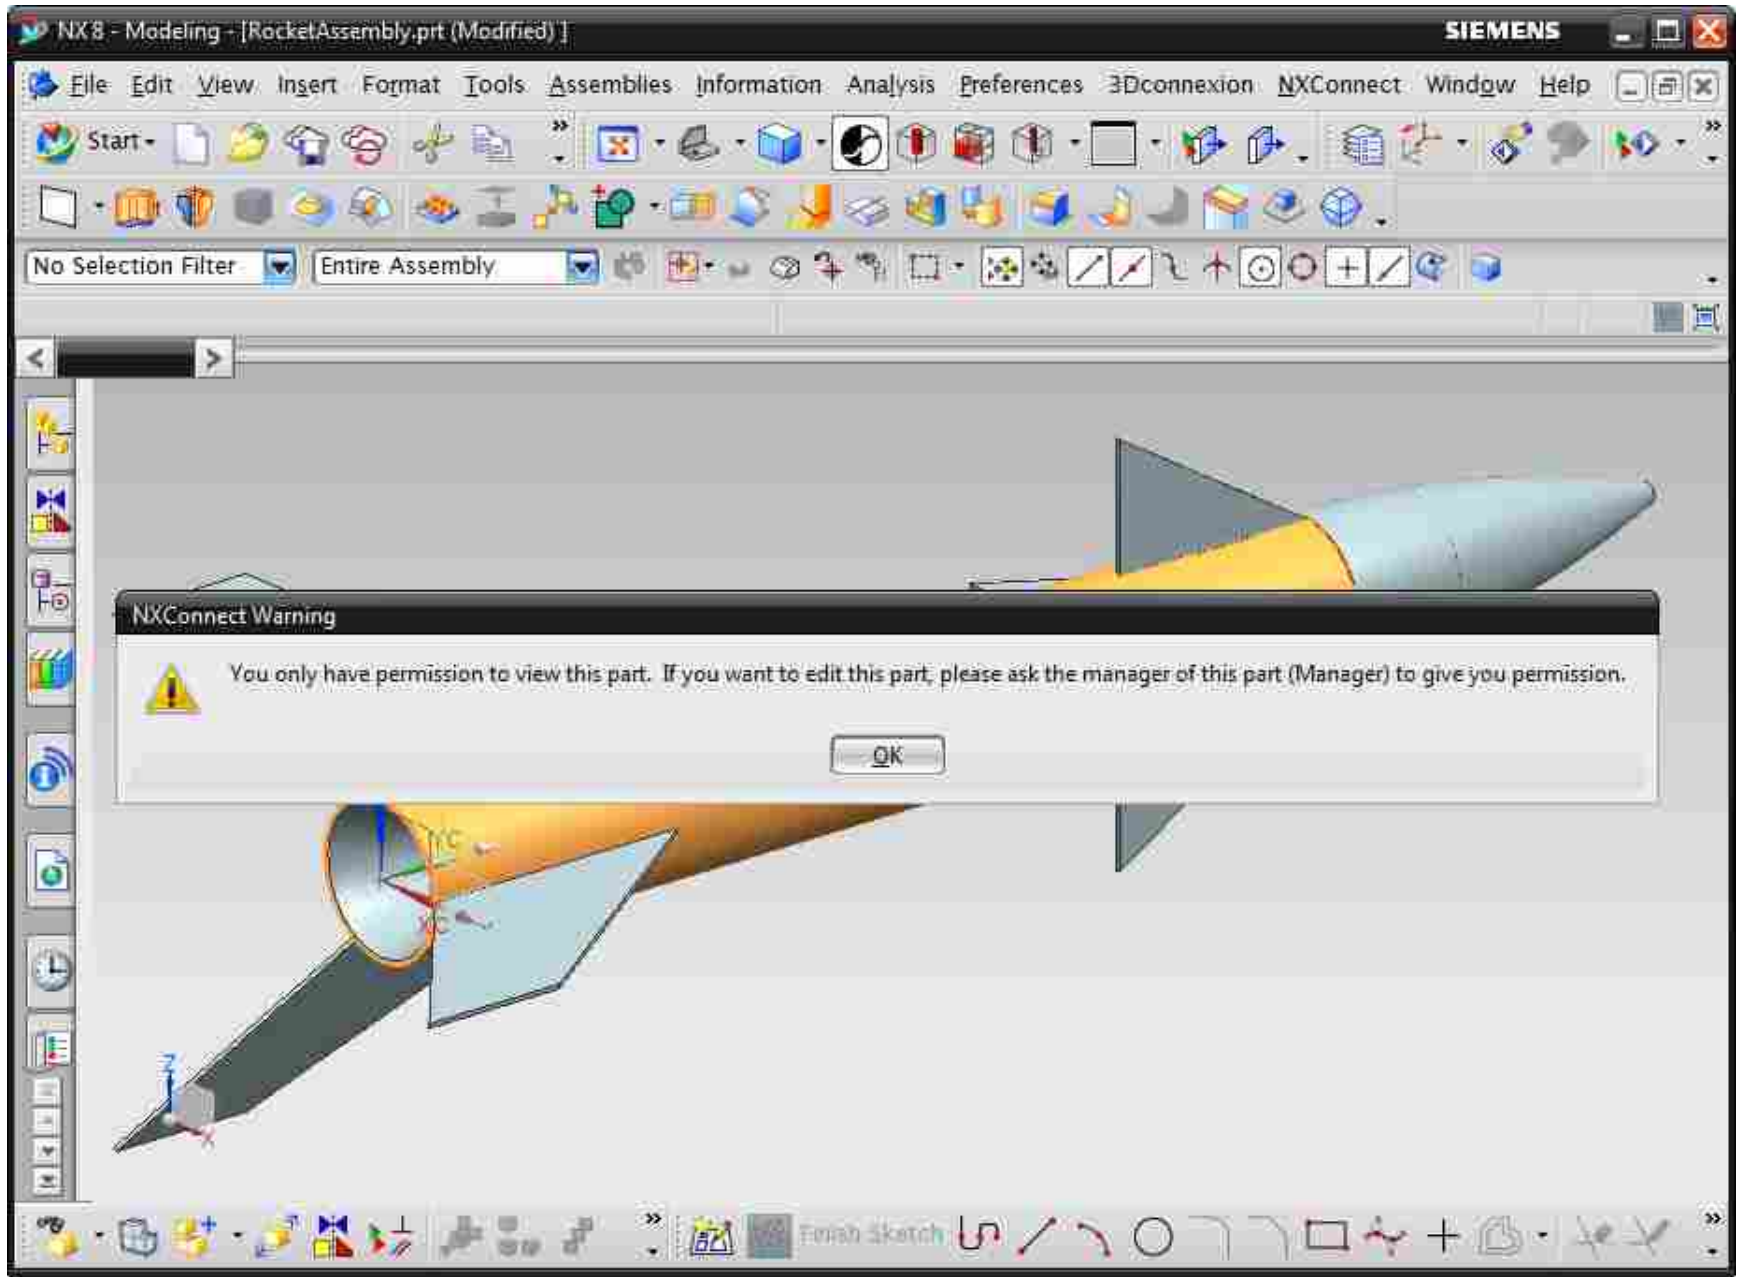 NX 8 - Modeling - [RocketAssembly.prt (Modified) ]
SIEMENS
File Edit View Insert Format Tools Assemblies Information Analysis Preferences 3Dconnexion NXConnect Window Help
Start
No Selection Filter
Entire Assembly
NXConnect Warning
You only have permission to view this part. If you want to edit this part, please ask the manager of this part (Manager) to give you permission.
OK
YC
XC
Z
X
Finish Sketch